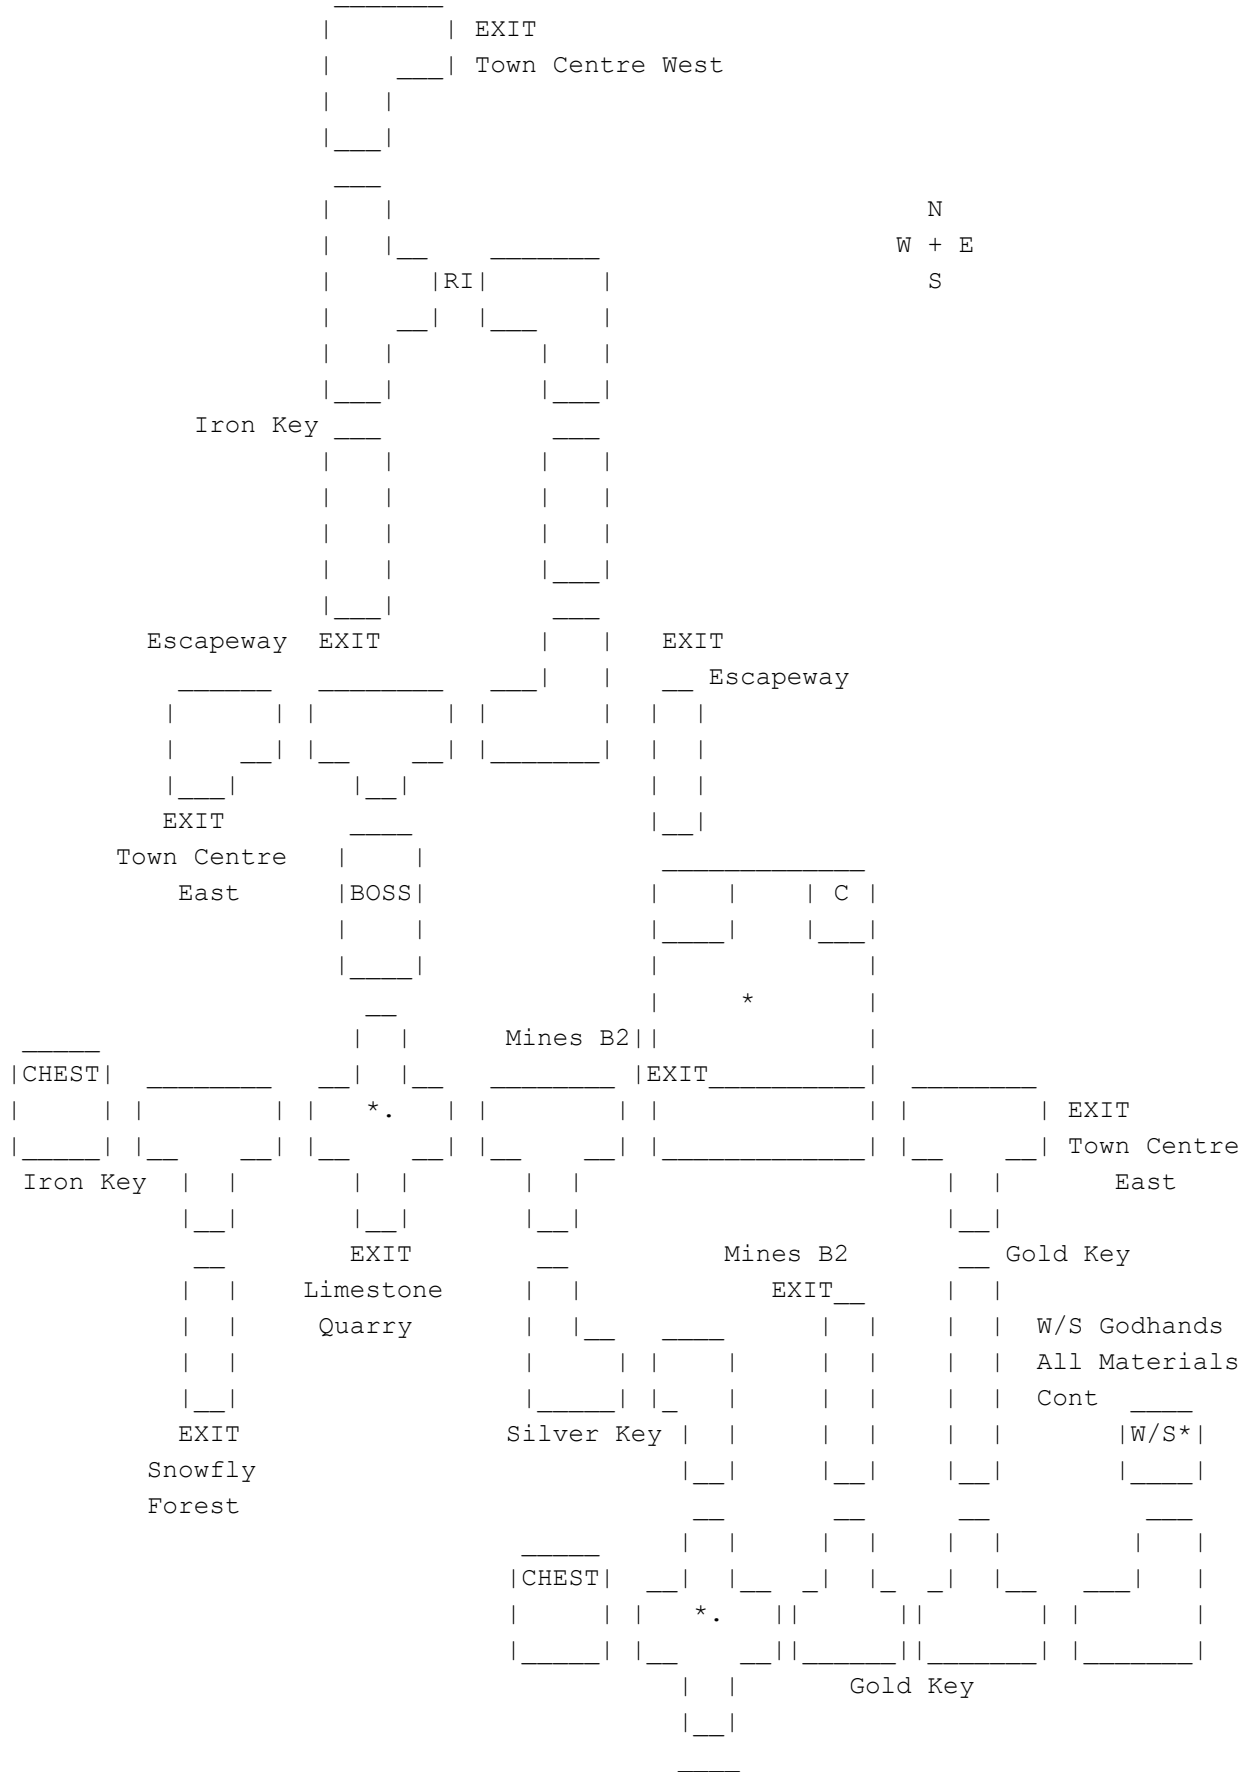 EXIT
Town Centre West
N
W + E
|RI| S
Iron Key
Escapeway EXIT EXIT
Escapeway
EXIT
Town Centre
East |BOSS| | C |
*
Mines B2||
|CHEST| |EXIT
*. EXIT
Town Centre
Iron Key East
EXIT Mines B2 Gold Key
Limestone EXIT
Quarry W/S Godhands
All Materials
Cont
EXIT Silver Key |W/S*|
Snowfly
Forest
|CHEST|
*.
Gold Key